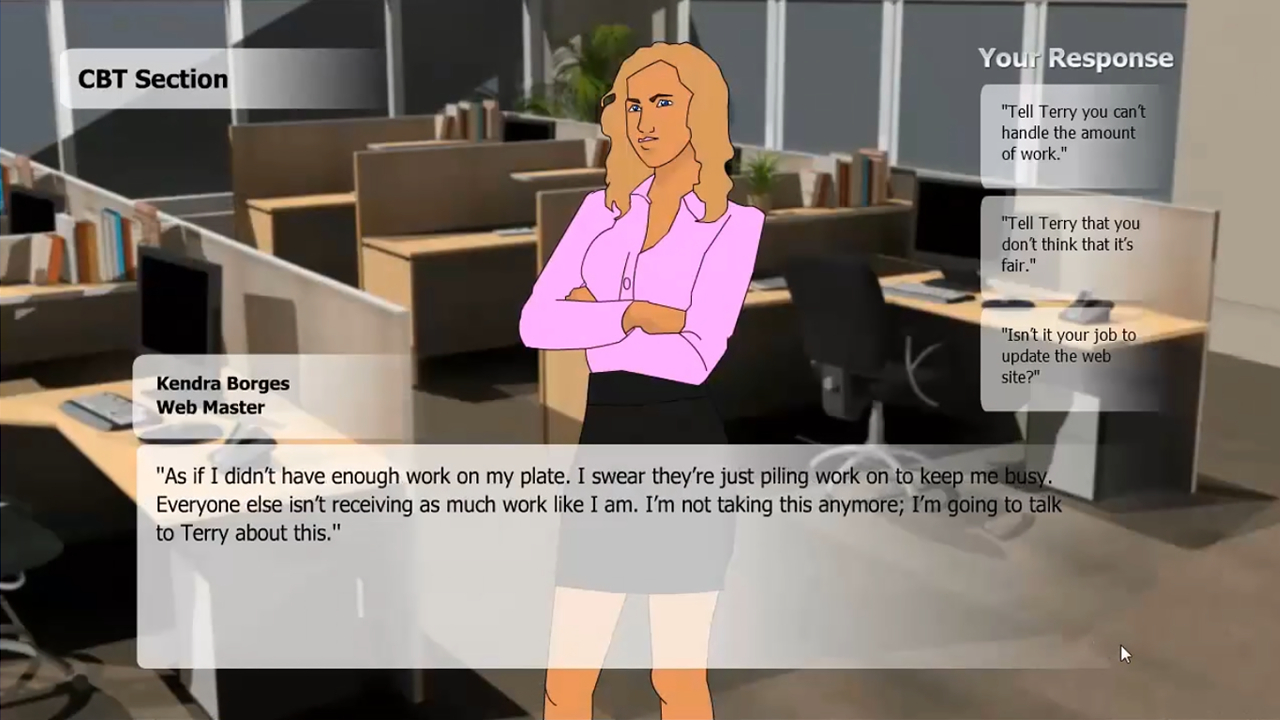 CBT Section
Your Response
"Tell Terry you can't
handle the amount
of work."
"Tell Terry that you
don't think that it's
fair."
"Isn't it your job to
update the web
site?"
Kendra Borges
Web Master
"As if I didn't have enough work on my plate. I swear they're just piling work on to keep me busy.
Everyone else isn't receiving as much work like I am. I'm not taking this anymore; I'm going to talk
to Terry about this."